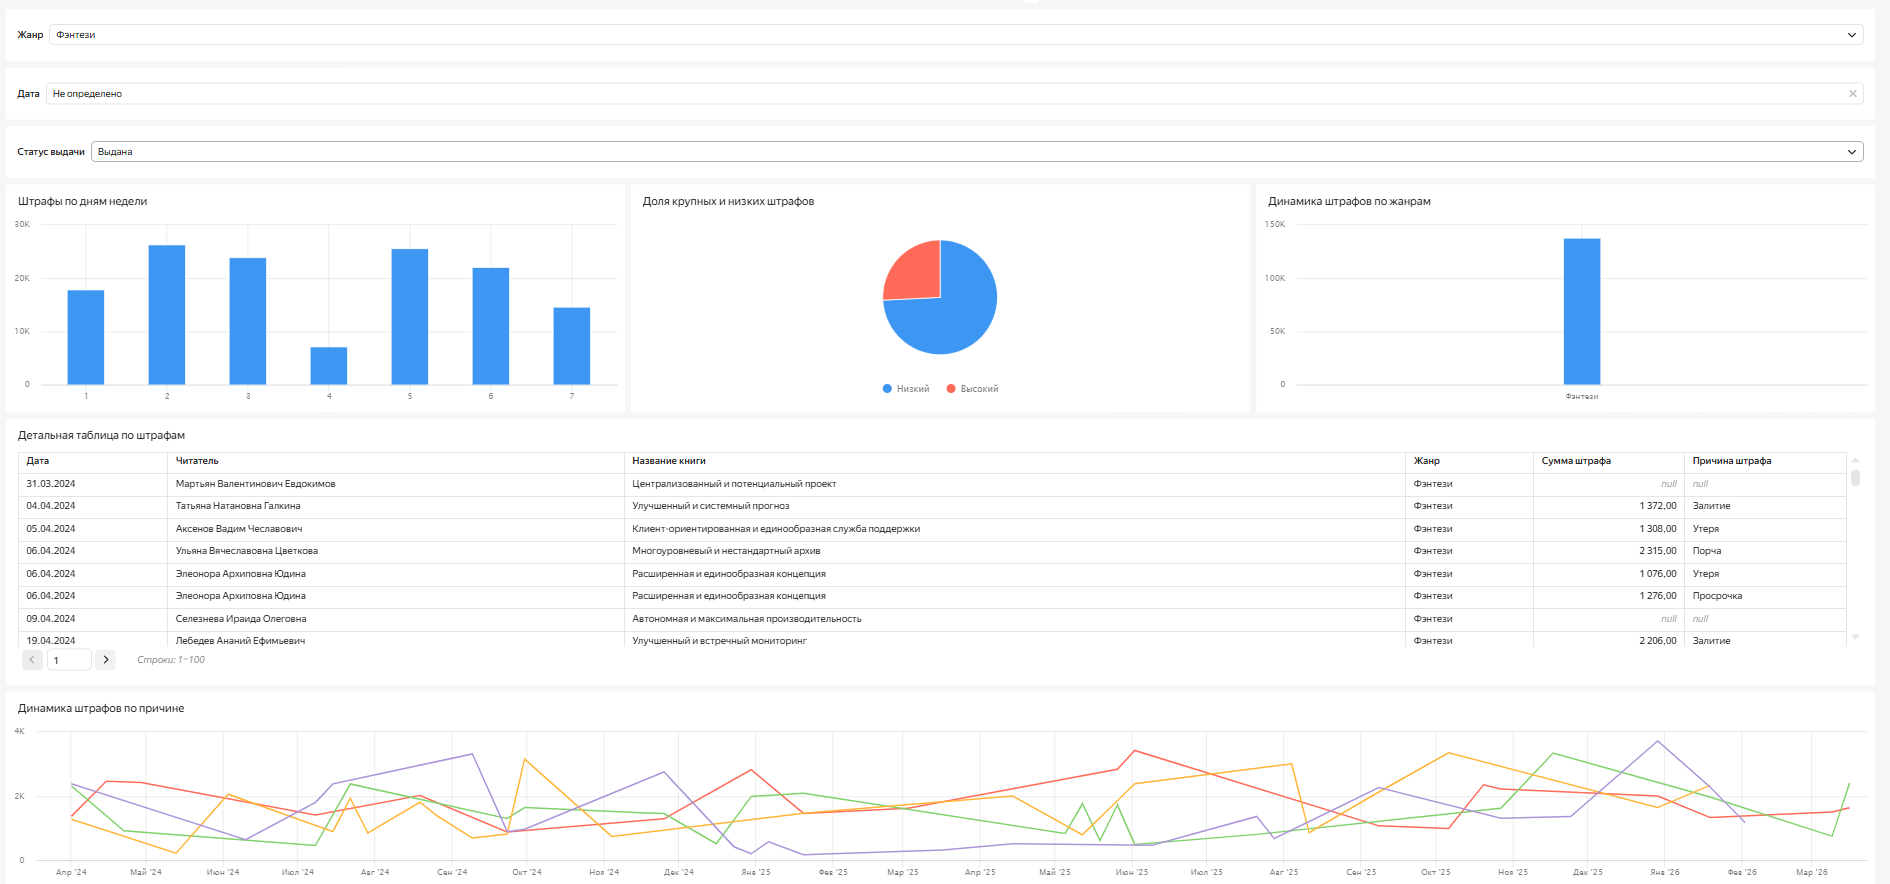 Жанр Фэнтези
Дата Не определено
Статус выдачи Выдана
Штрафы по дням недели
30K
20K
10K
0
1 2 3 4 5 6 7
Доля крупных и низких штрафов
Низкий Высокий
Динамика штрафов по жанрам
150K
100K
50K
0
Фэнтези
Детальная таблица по штрафам
Дата Читатель Название книги Жанр Сумма штрафа Причина штрафа
31.03.2024 Мартьян Валентинович Евдокимов Централизованный и потенциальный проект Фэнтези null null
04.04.2024 Татьяна Натановна Галкина Улучшенный и системный прогноз Фэнтези 1 372,00 Залитие
05.04.2024 Аксенов Вадим Чеславович Клиент-ориентированная и единообразная служба поддержки Фэнтези 1 308,00 Утеря
06.04.2024 Ульяна Вячеславовна Цветкова Многоуровневый и нестандартный архив Фэнтези 2 315,00 Порча
06.04.2024 Элеонора Архиповна Юдина Расширенная и единообразная концепция Фэнтези 1 076,00 Утеря
06.04.2024 Элеонора Архиповна Юдина Расширенная и единообразная концепция Фэнтези 1 276,00 Просрочка
09.04.2024 Селезнева Ираида Олеговна Автономная и максимальная производительность Фэнтези null null
19.04.2024 Лебедев Ананий Ефимьевич Улучшенный и встречный мониторинг Фэнтези 2 206,00 Залитие
1 Строки: 1–100
Динамика штрафов по причине
4K
2K
0
Апр '24 Май '24 Июн '24 Июл '24 Авг '24 Сен '24 Окт '24 Ноя '24 Дек '24 Янв '25 Фев '25 Мар '25 Апр '25 Май '25 Июн '25 Июл '25 Авг '25 Сен '25 Окт '25 Ноя '25 Дек '25 Янв '26 Фев '26 Мар '26